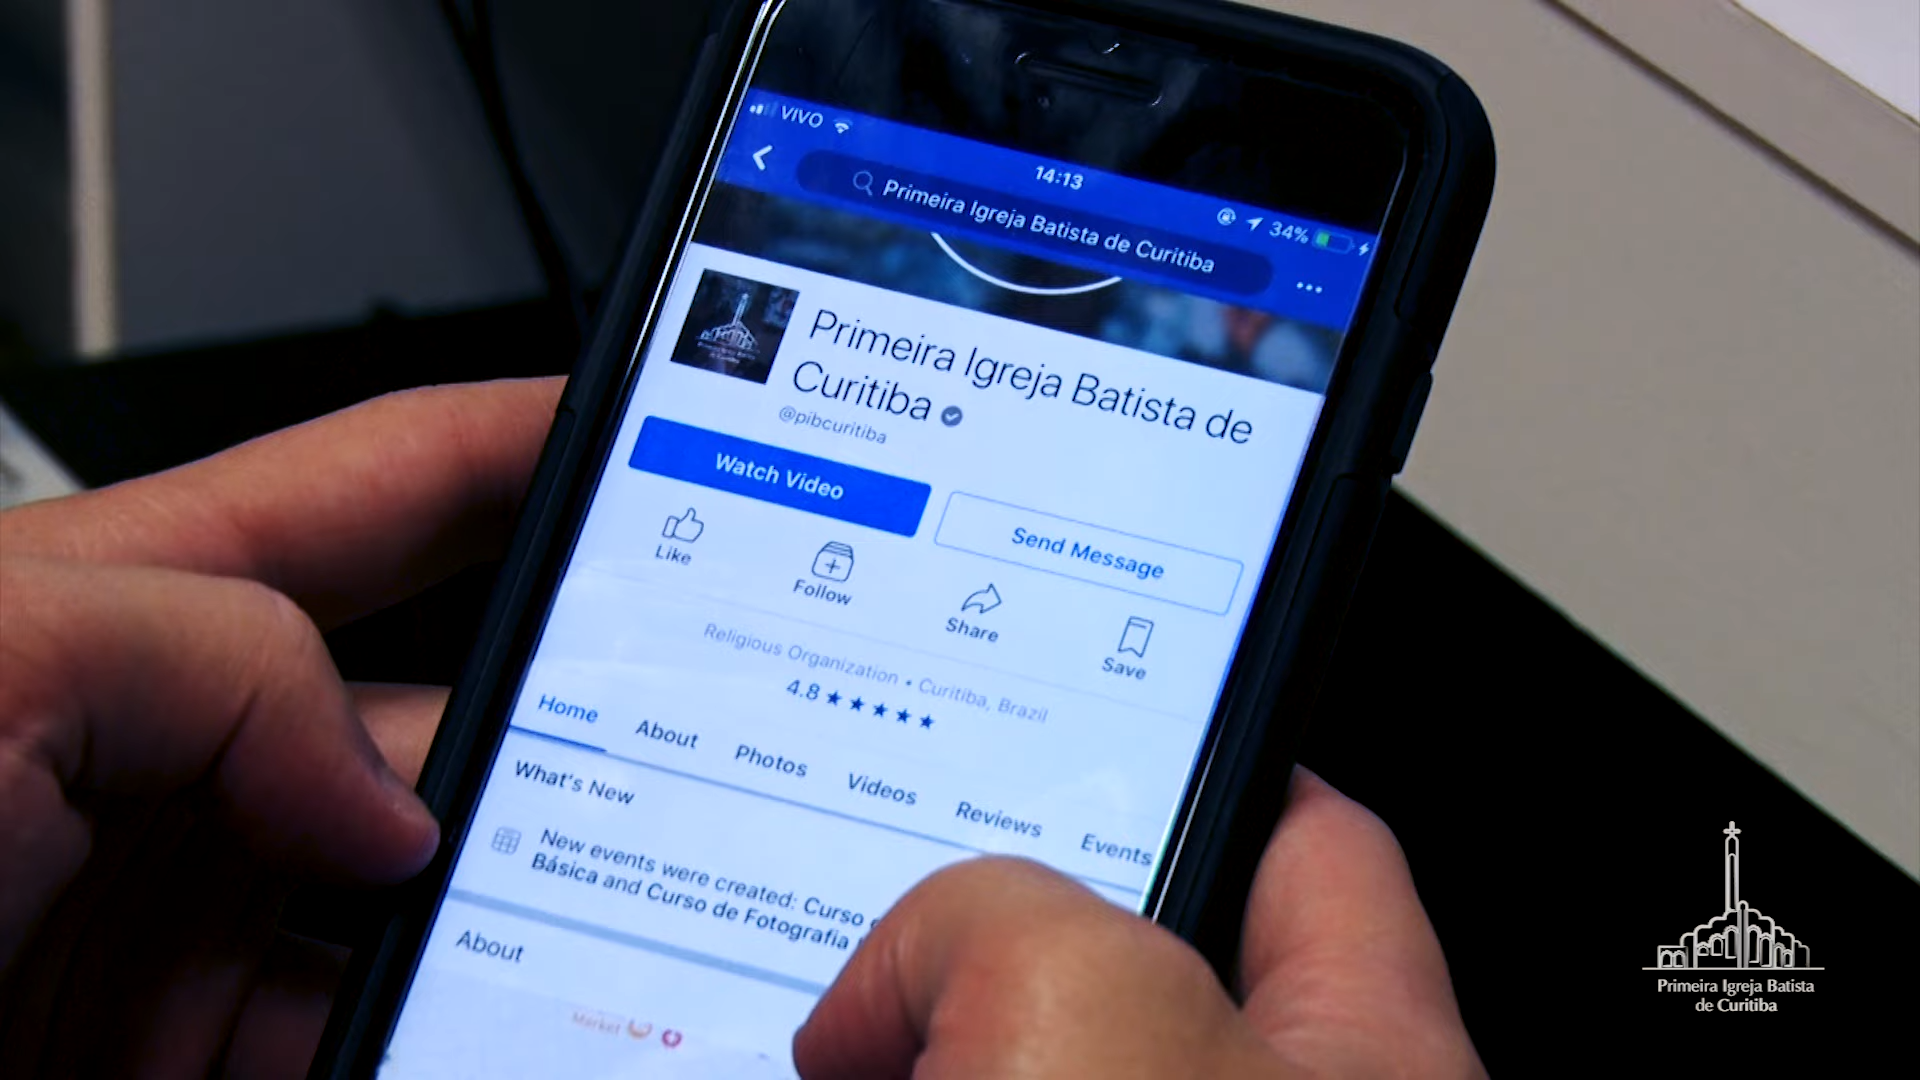 VIVO
14:13
34%
Primeira Igreja Batista de Curitiba
Primeira Igreja Batista de
Curitiba
@pibcuritiba
Watch Video
Send Message
Like
Follow
Share
Save
Religious Organization • Curitiba, Brazil
4.8 ★★★★★
Home
About
Photos
Videos
Reviews
Events
What's New
New events were created: Curso
Básica and Curso de Fotografia
About
Market
Primeira Igreja Batista
de Curitiba